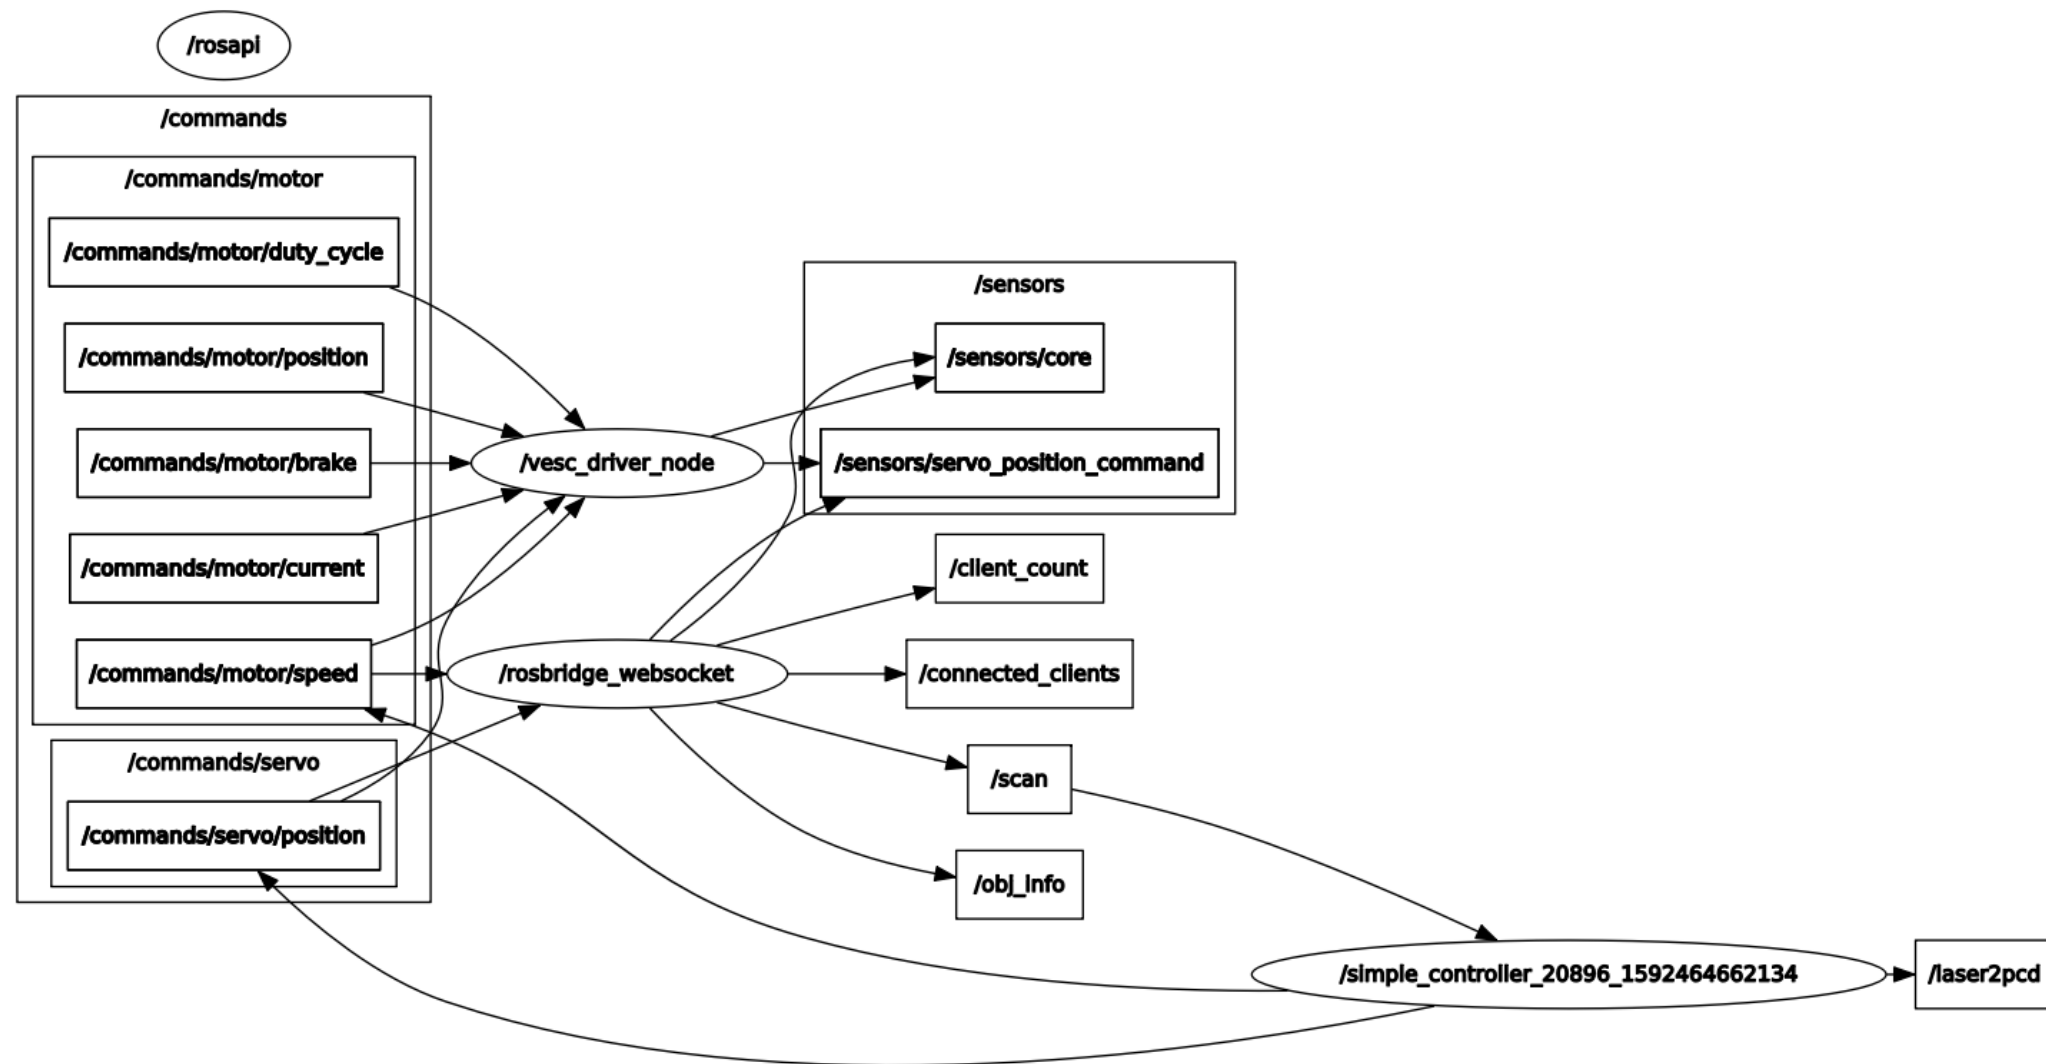 /rosapi
/commands
/commands/motor
/commands/motor/duty_cycle
/commands/motor/position
/commands/motor/brake
/commands/motor/current
/commands/motor/speed
/commands/servo
/commands/servo/position
/vesc_driver_node
/rosbridge_websocket
/sensors
/sensors/core
/sensors/servo_position_command
/client_count
/connected_clients
/scan
/obj_info
/simple_controller_20896_1592464662134
/laser2pcd